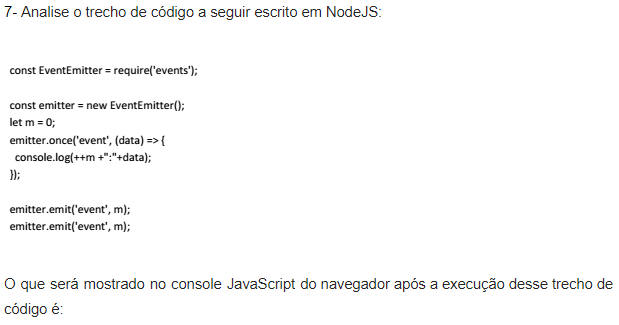 7- Analise o trecho de código a seguir escrito em NodeJS:
const EventEmitter = require('events');
const emitter = new EventEmitter();
let m = 0;
emitter.once('event', (data) => {
console.log(++m +":"+data);
});
emitter.emit('event', m);
emitter.emit('event', m);
O que será mostrado no console JavaScript do navegador após a execução desse trecho de
código é: